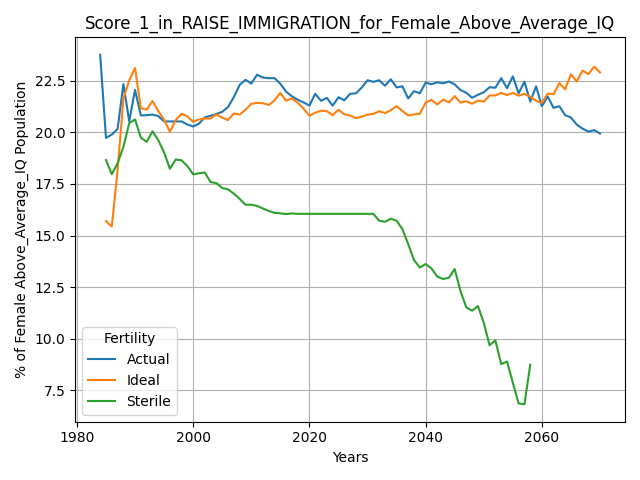 Score_1_in_RAISE_IMMIGRATION_for_Female_Above_Average_IQ
% of Female Above_Average_IQ Population
22.5
20.0
17.5
15.0
12.5
10.0
7.5
Fertility
Actual
Ideal
Sterile
1980
2000
2020
2040
2060
Years